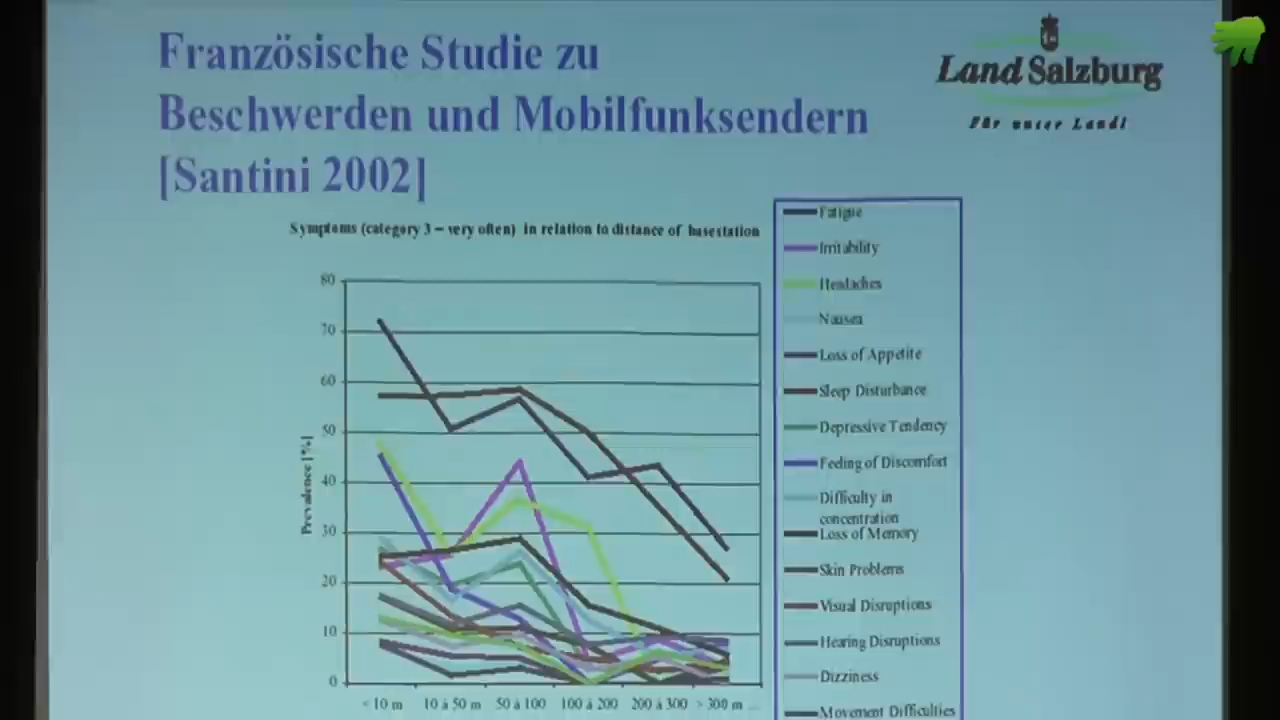 Französische Studie zu
Beschwerden und Mobilfunksendern
[Santini 2002]
Land Salzburg
Für unser Land!
Symptoms (category 3 – very often) in relation to distance of basestation
Prevalence [%]
80
70
60
50
40
30
20
10
0
< 10 m
10 à 50 m
50 à 100
100 à 200
200 à 300
> 300 m ...
Fatigue
Irritability
Headaches
Nausea
Loss of Appetite
Sleep Disturbance
Depressive Tendency
Feeling of Discomfort
Difficulty in
concentration
Loss of Memory
Skin Problems
Visual Disruptions
Hearing Disruptions
Dizziness
Movement Difficulties